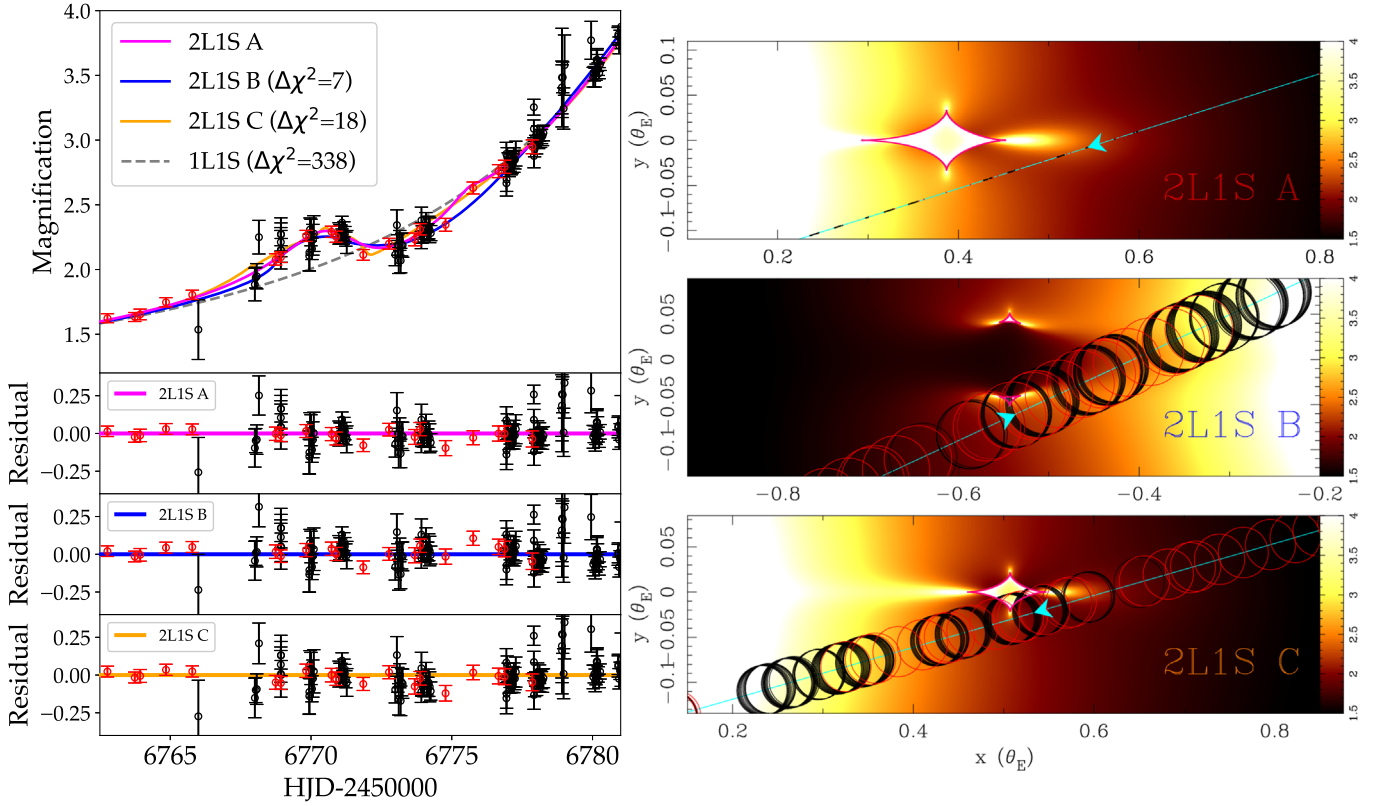 4.0
3.5
3.0
2.5
2.0
1.5
Magnification
2L1S A
2L1S B (Δχ²=7)
2L1S C (Δχ²=18)
1L1S (Δχ²=338)
0.25
0.00
−0.25
Residual
2L1S A
0.25
0.00
−0.25
Residual
2L1S B
0.25
0.00
−0.25
Residual
2L1S C
6765 6770 6775 6780
HJD-2450000
0.1
0.05
0
−0.05
−0.1
y (θ_E)
2L1S A
0.2 0.4 0.6 0.8
4
3.5
3
2.5
2
1.5
0.05
0
−0.05
−0.1
y (θ_E)
2L1S B
−0.8 −0.6 −0.4 −0.2
4
3.5
3
2.5
2
1.5
0.05
0
−0.05
−0.1
y (θ_E)
2L1S C
0.2 0.4 0.6 0.8
x (θ_E)
4
3.5
3
2.5
2
1.5